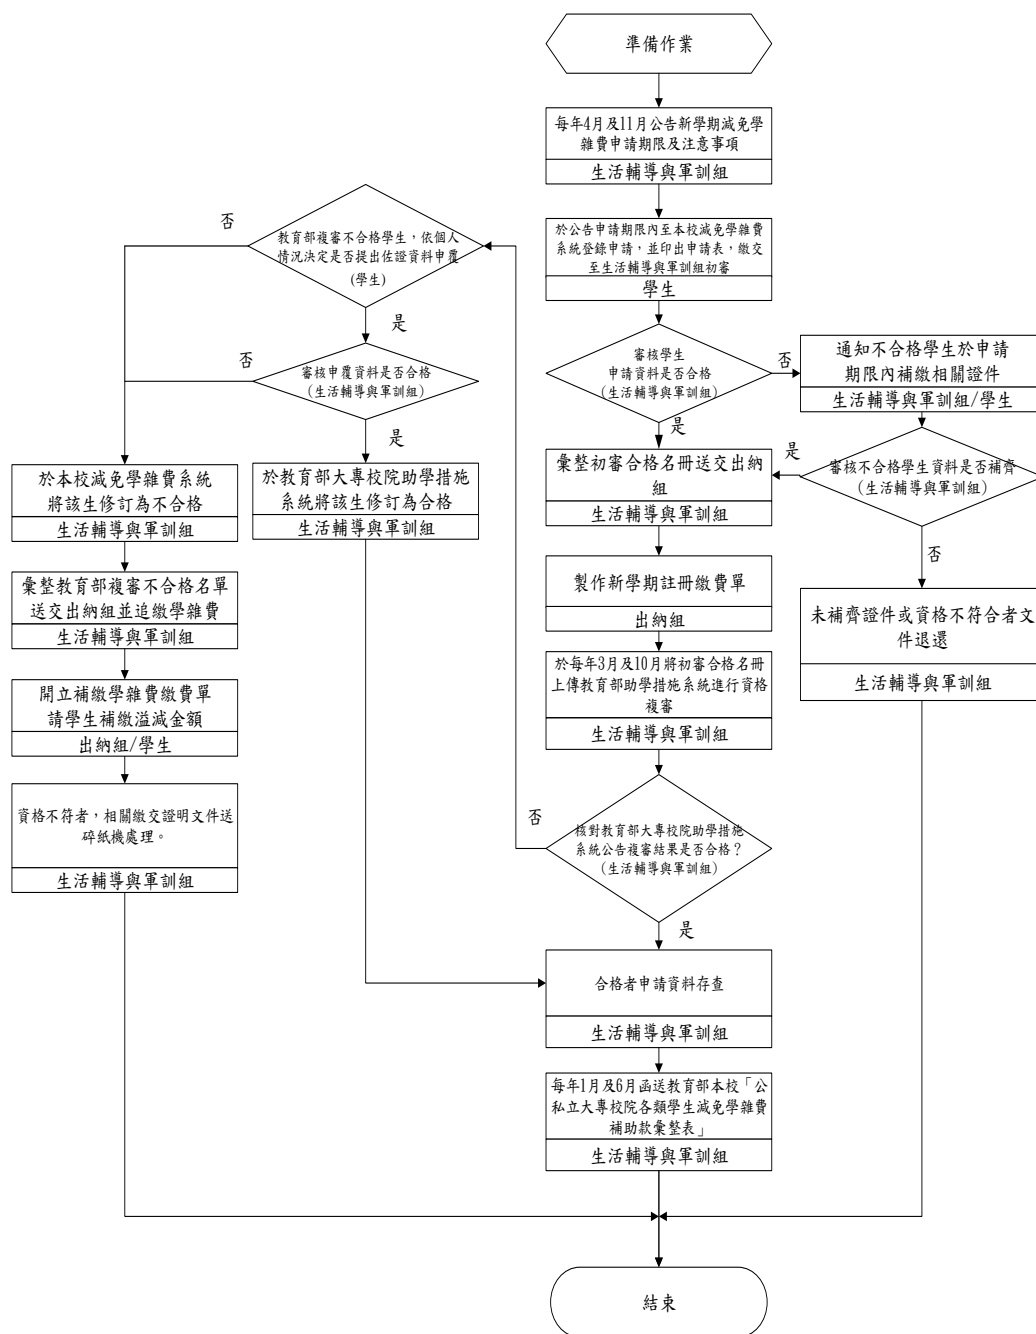 準備作業
每年4月及11月公告新學期減免學
雜費申請期限及注意事項
生活輔導與軍訓組
於公告申請期限內至本校減免學雜費
系統登錄申請，並印出申請表，繳交
至生活輔導與軍訓組初審
學生
審核學生
申請資料是否合格
(生活輔導與軍訓組)
否
是
通知不合格學生於申請
期限內補繳相關證件
生活輔導與軍訓組/學生
審核不合格學生資料是否補齊
(生活輔導與軍訓組)
是
否
未補齊證件或資格不符合者文
件退還
生活輔導與軍訓組
彙整初審合格名冊送交出納
組
生活輔導與軍訓組
製作新學期註冊繳費單
出納組
於每年3月及10月將初審合格名冊
上傳教育部助學措施系統進行資格
複審
生活輔導與軍訓組
核對教育部大專校院助學措施
系統公告複審結果是否合格？
(生活輔導與軍訓組)
否
是
教育部複審不合格學生，依個人
情況決定是否提出佐證資料申覆
(學生)
否
是
審核申覆資料是否合格
(生活輔導與軍訓組)
否
是
於本校減免學雜費系統
將該生修訂為不合格
生活輔導與軍訓組
於教育部大專校院助學措施
系統將該生修訂為合格
生活輔導與軍訓組
彙整教育部複審不合格名單
送交出納組並追繳學雜費
生活輔導與軍訓組
開立補繳學雜費繳費單
請學生補繳溢減金額
出納組/學生
資格不符者，相關繳交證明文件送
碎紙機處理。
生活輔導與軍訓組
合格者申請資料存查
生活輔導與軍訓組
每年1月及6月函送教育部本校「公
私立大專校院各類學生減免學雜費
補助款彙整表」
生活輔導與軍訓組
結束